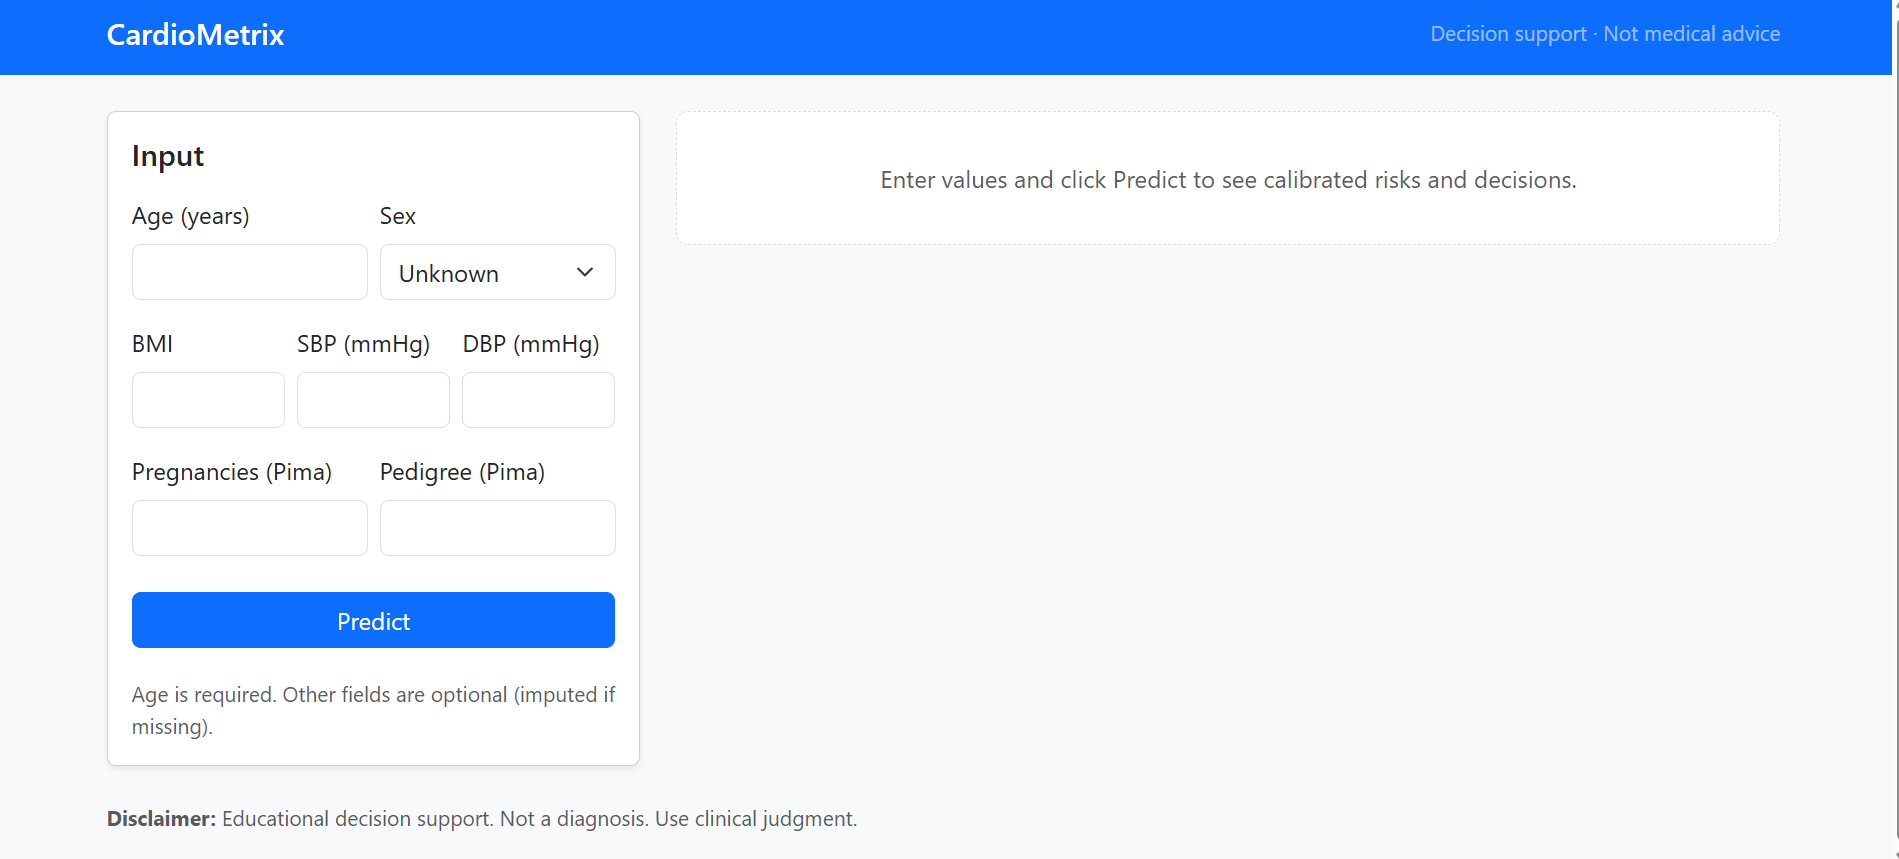 CardioMetrix
Decision support · Not medical advice
Input
Age (years)
Sex
Unknown
BMI
SBP (mmHg)
DBP (mmHg)
Pregnancies (Pima)
Pedigree (Pima)
Predict
Age is required. Other fields are optional (imputed if
missing).
Enter values and click Predict to see calibrated risks and decisions.
Disclaimer: Educational decision support. Not a diagnosis. Use clinical judgment.